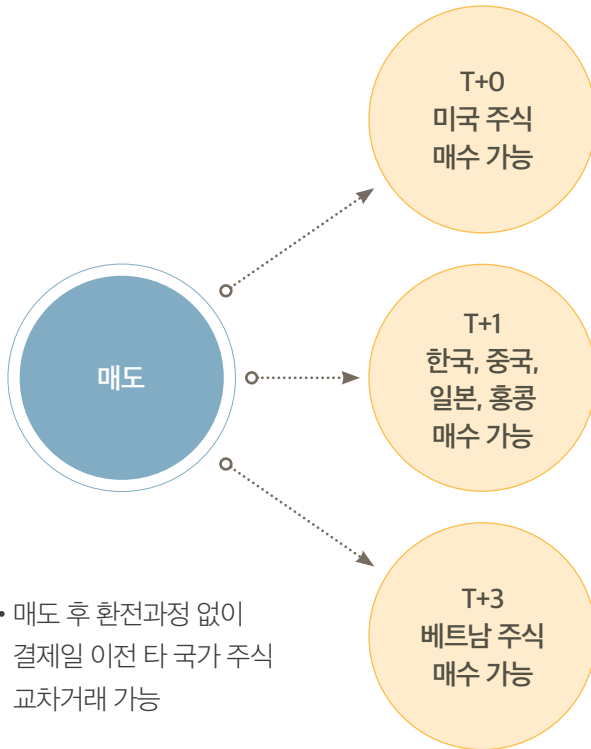 T+0
미국 주식
매수 가능
매도
T+1
한국, 중국,
일본, 홍콩
매수 가능
T+3
베트남 주식
매수 가능
• 매도 후 환전과정 없이
결제일 이전 타 국가 주식
교차거래 가능